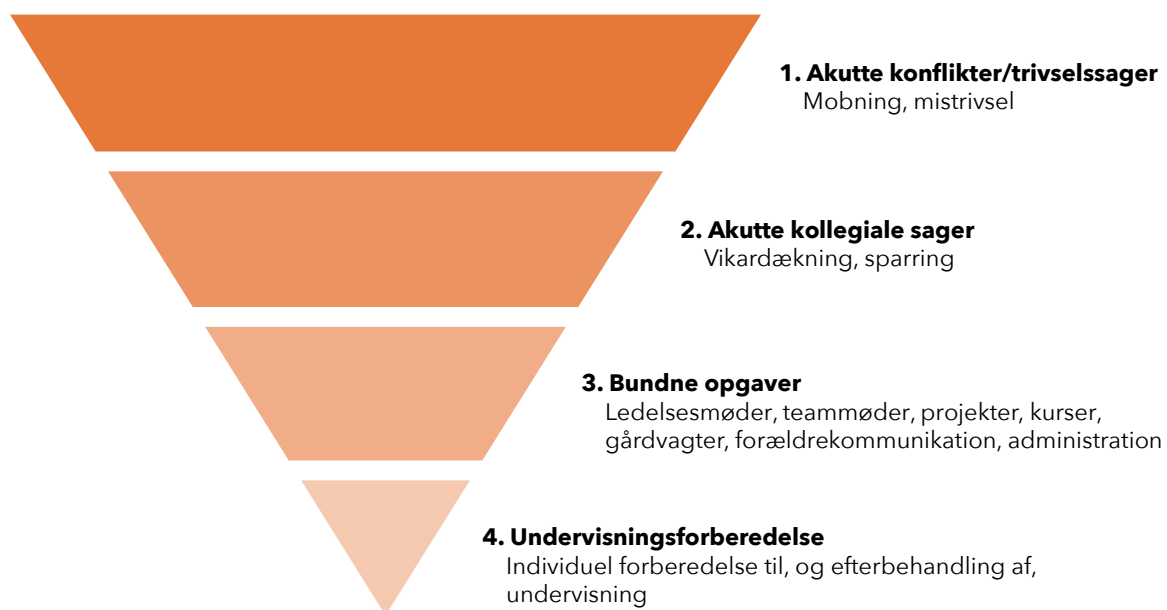 1. Akutte konflikter/trivselssager
Mobning, mistrivsel
2. Akutte kollegiale sager
Vikardækning, sparring
3. Bundne opgaver
Ledelsesmøder, teammøder, projekter, kurser,
gårdvagter, forældrekommunikation, administration
4. Undervisningsforberedelse
Individuel forberedelse til, og efterbehandling af,
undervisning